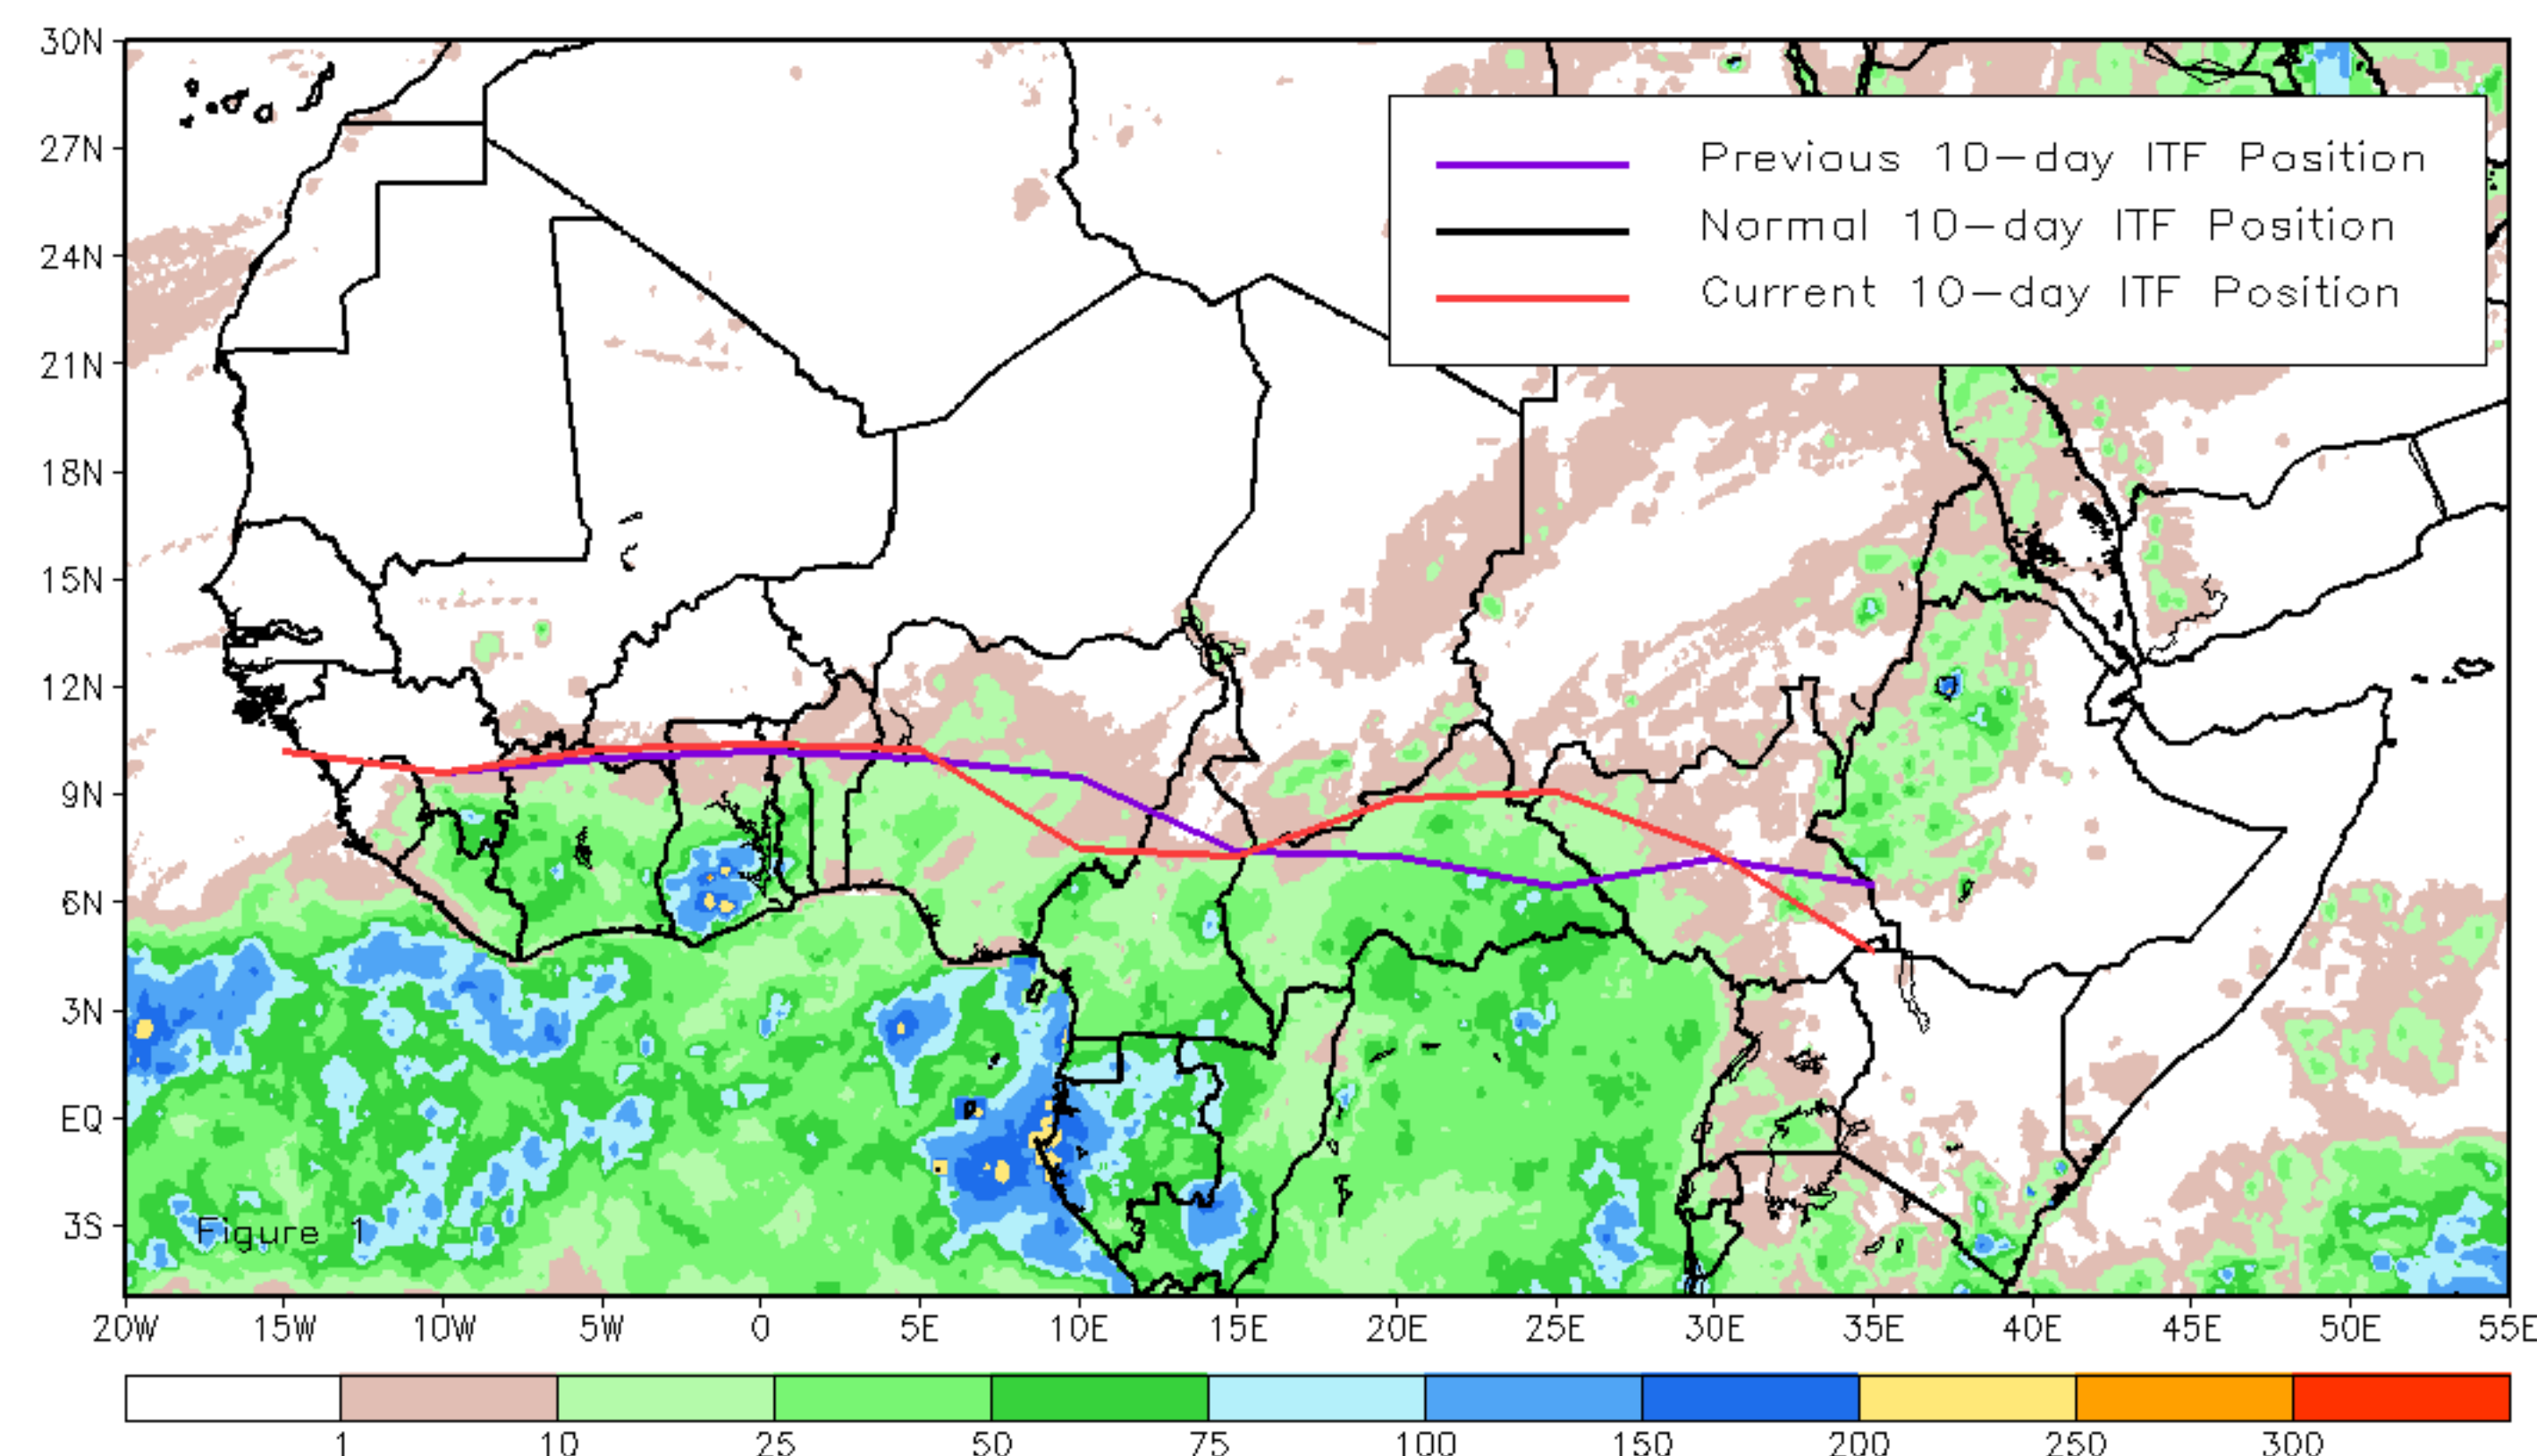 30N
27N
24N
21N
18N
15N
12N
9N
6N
3N
EQ
3S
Previous 10-day ITF Position
Normal 10-day ITF Position
Current 10-day ITF Position
Figure 1
20W 15W 10W 5W 0 5E 10E 15E 20E 25E 30E 35E 40E 45E 50E 55E
1 10 25 50 75 100 150 200 250 300